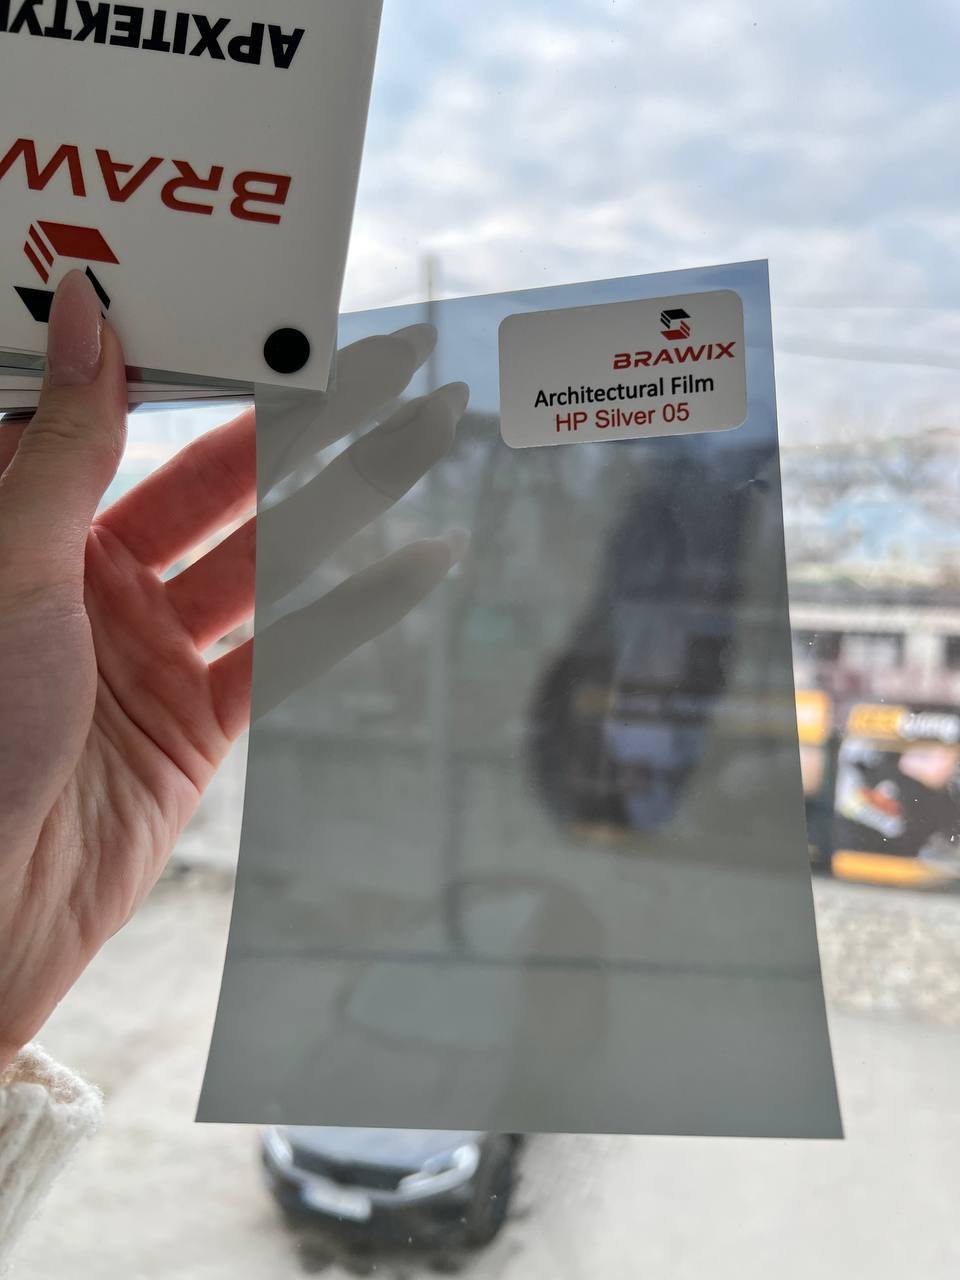 АРХІТЕКТУ
BRAW
BRAWIX
Architectural Film
HP Silver 05